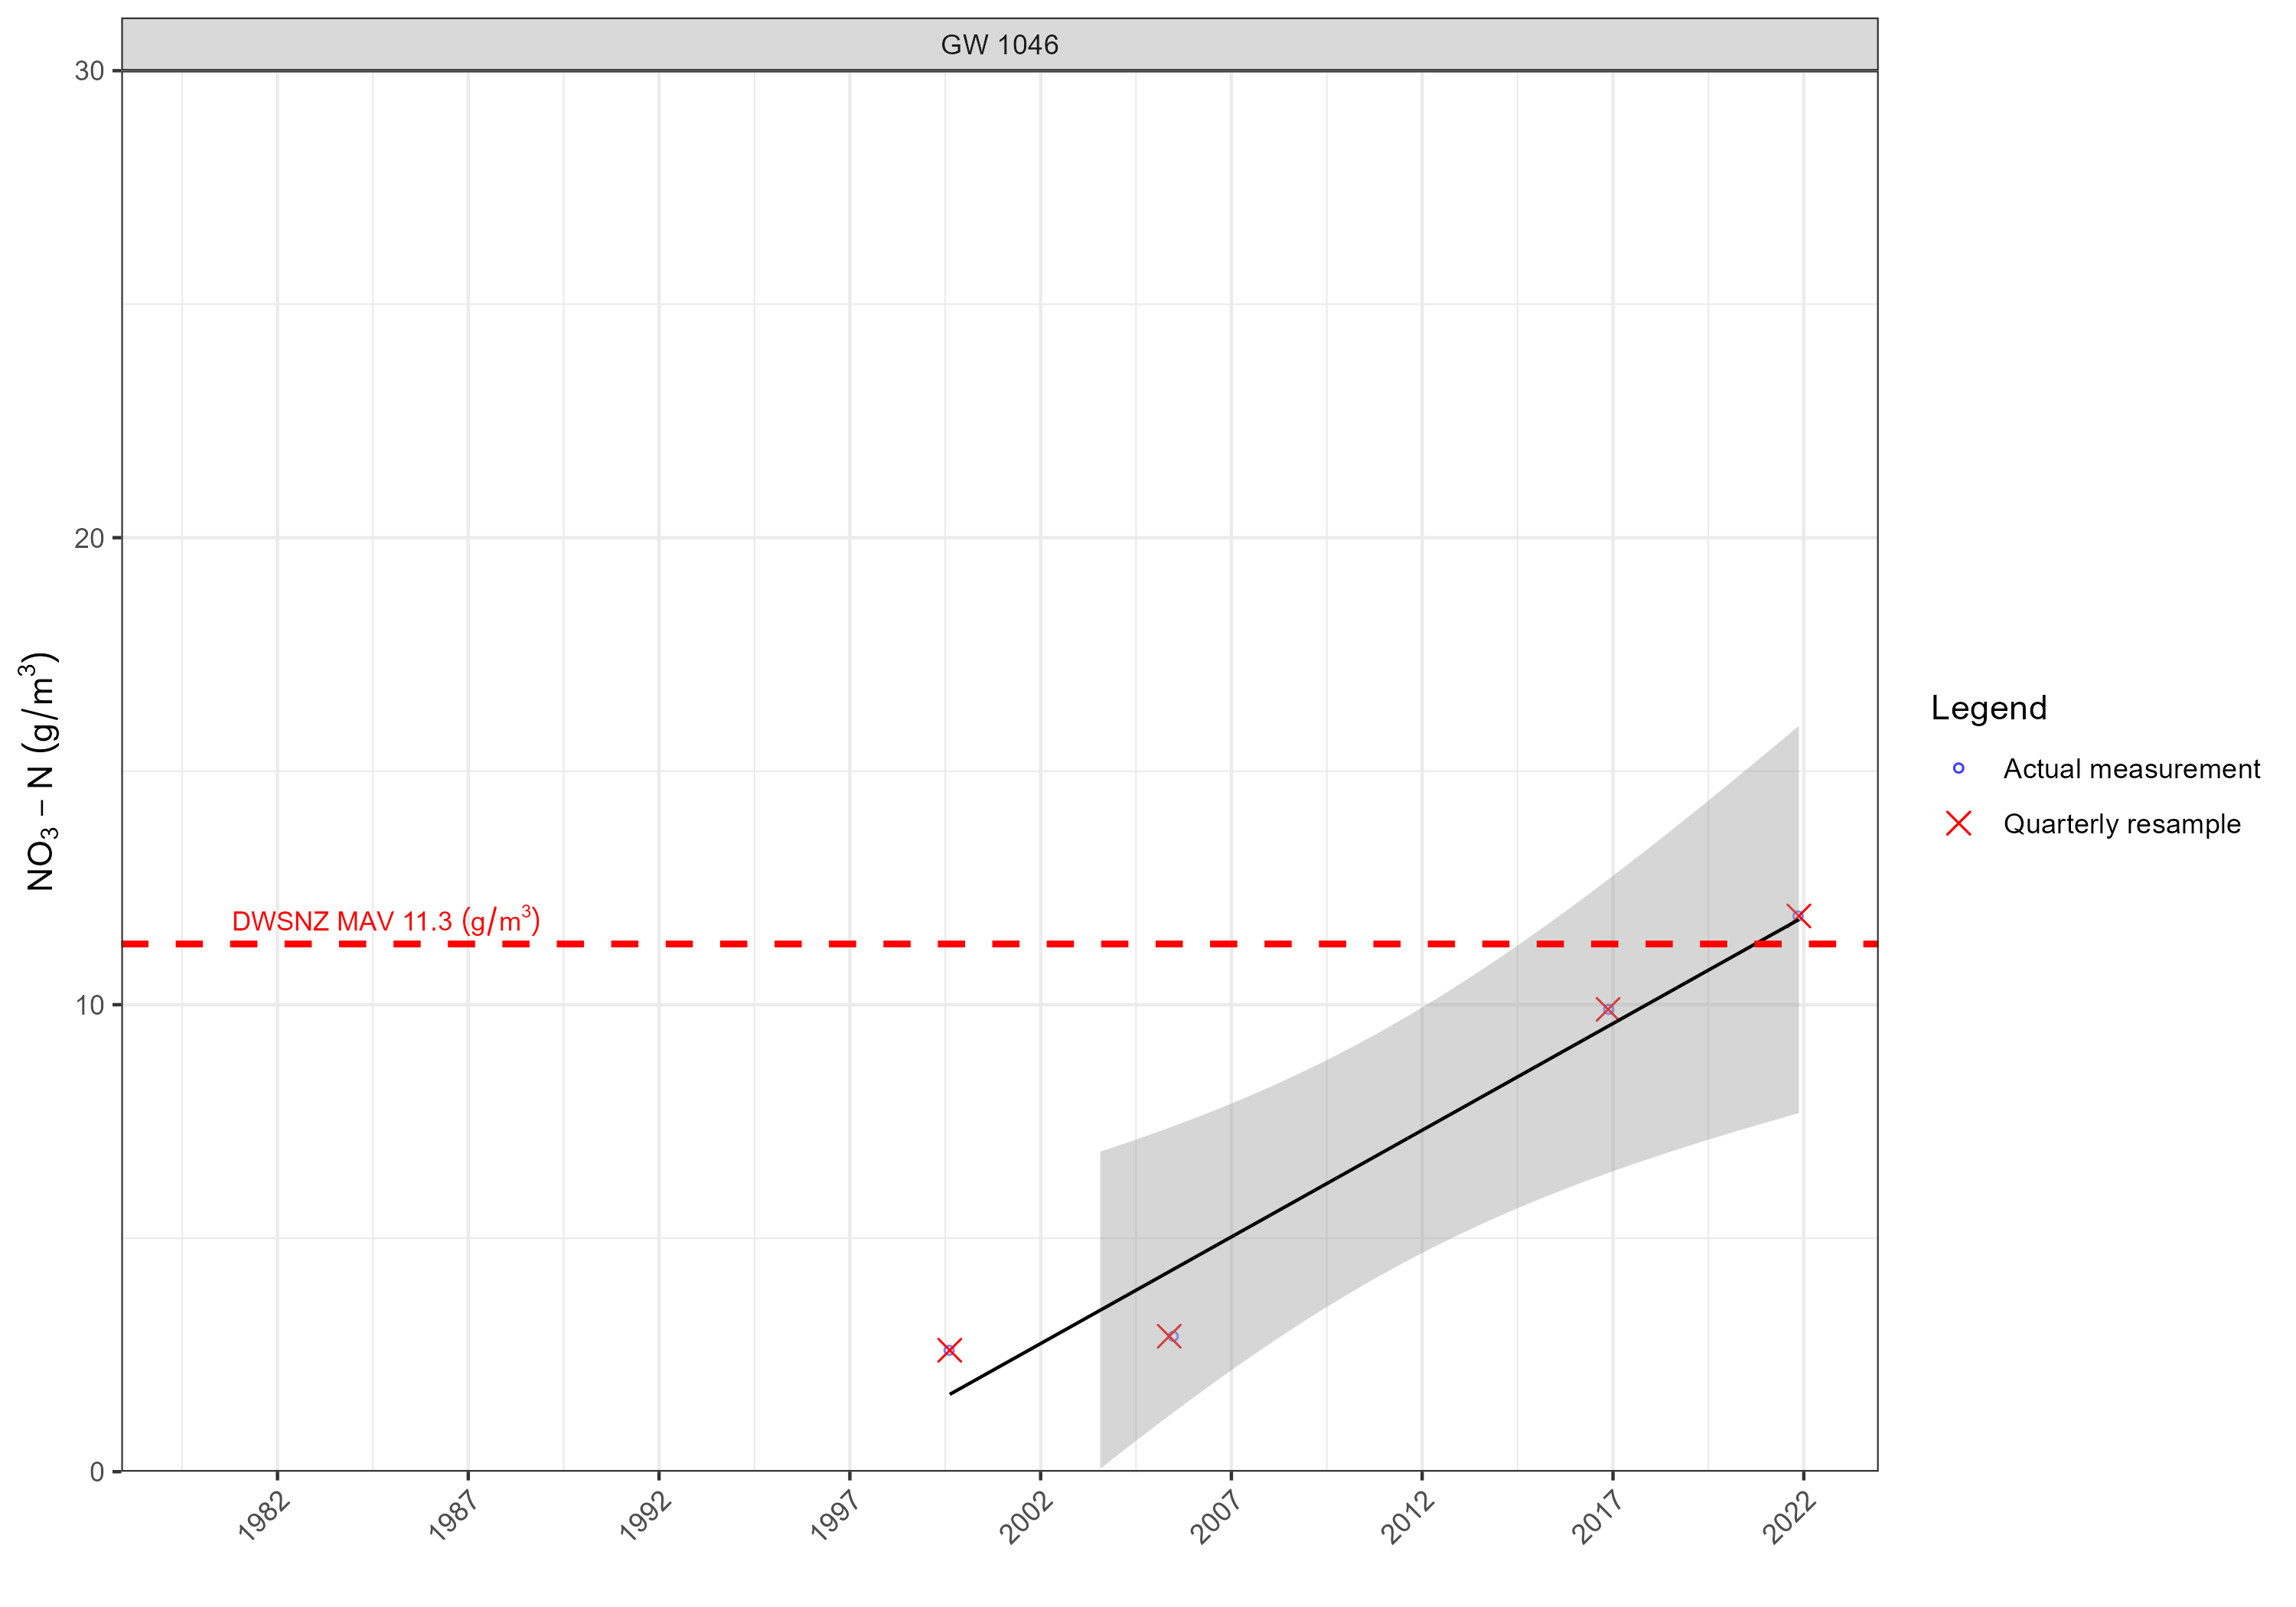 GW 1046
30
20
10
0
NO₃ – N (g/m³)
DWSNZ MAV 11.3 (g/m³)
1982
1987
1992
1997
2002
2007
2012
2017
2022
Legend
Actual measurement
Quarterly resample